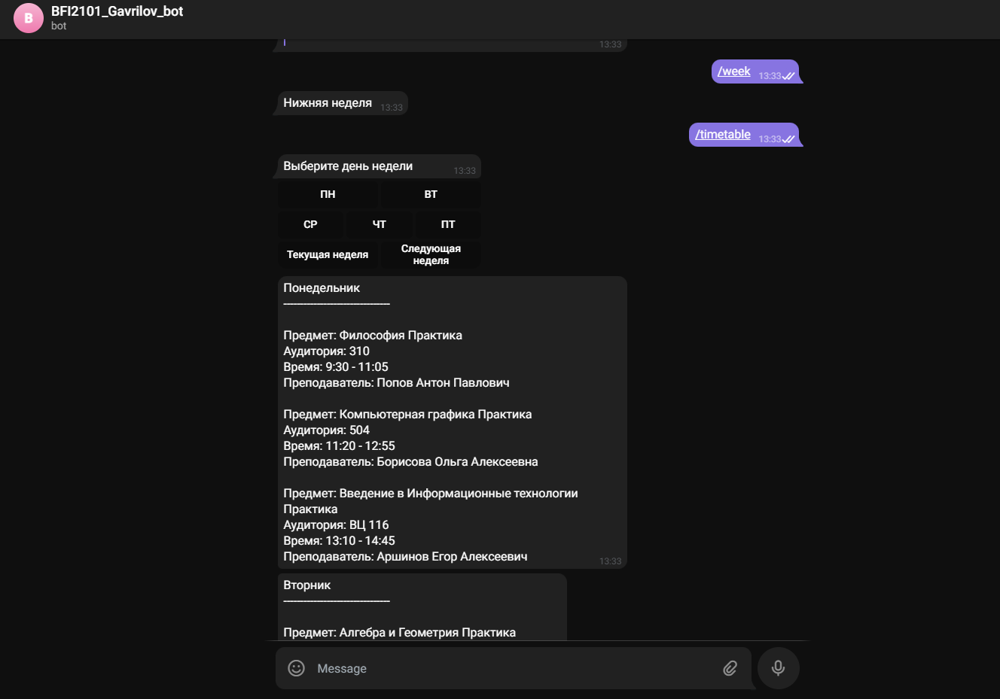 B
BFI2101_Gavrilov_bot
bot
13:33
/week 13:33
Нижняя неделя 13:33
/timetable 13:33
Выберите день недели 13:33
ПН ВТ
СР ЧТ ПТ
Текущая неделя Следующая неделя
Понедельник
--------------------------------
Предмет: Философия Практика
Аудитория: 310
Время: 9:30 - 11:05
Преподаватель: Попов Антон Павлович
Предмет: Компьютерная графика Практика
Аудитория: 504
Время: 11:20 - 12:55
Преподаватель: Борисова Ольга Алексеевна
Предмет: Введение в Информационные технологии
Практика
Аудитория: ВЦ 116
Время: 13:10 - 14:45
Преподаватель: Аршинов Егор Алексеевич 13:33
Вторник
--------------------------------
Предмет: Алгебра и Геометрия Практика
Message